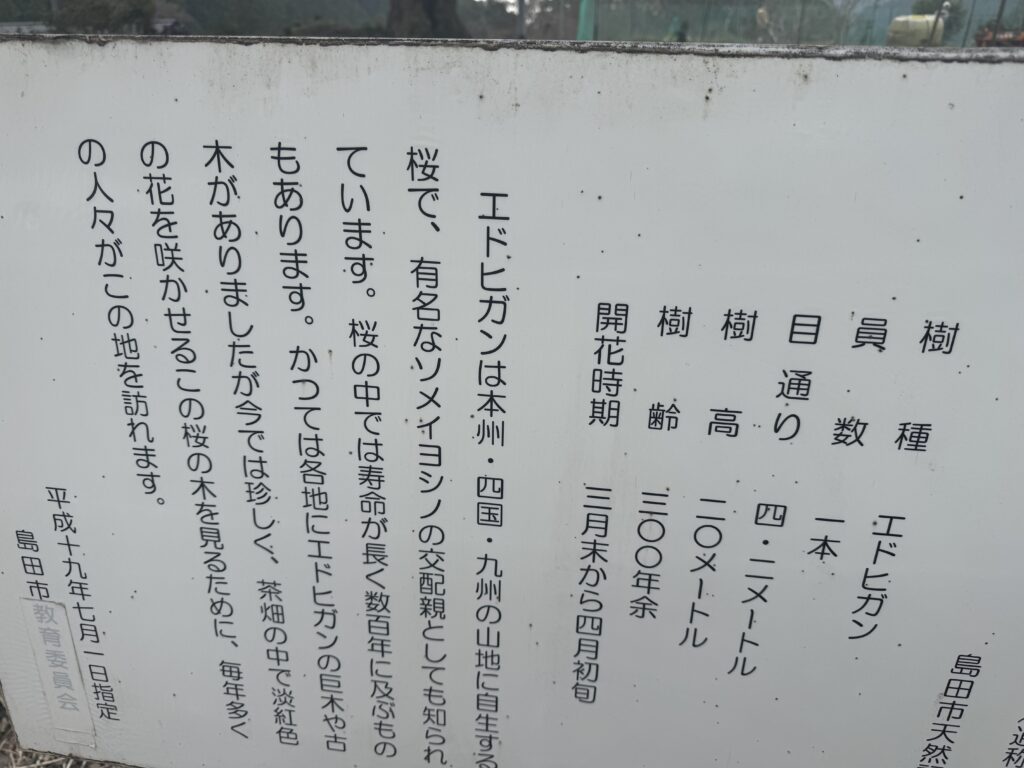 通称
島田市天然
樹種 エドヒガン
員数 一本
目通り 四・二メートル
樹高 二〇メートル
樹齢 三〇〇年余
開花時期 三月末から四月初旬
エドヒガンは本州・四国・九州の山地に自生する
桜で、有名なソメイヨシノの交配親としても知られ
ています。桜の中では寿命が長く数百年に及ぶもの
もあります。かつては各地にエドヒガンの巨木や古
木がありましたが今では珍しく、茶畑の中で淡紅色
の花を咲かせるこの桜の木を見るために、毎年多く
の人々がこの地を訪れます。
平成十九年七月一日指定
島田市教育委員会